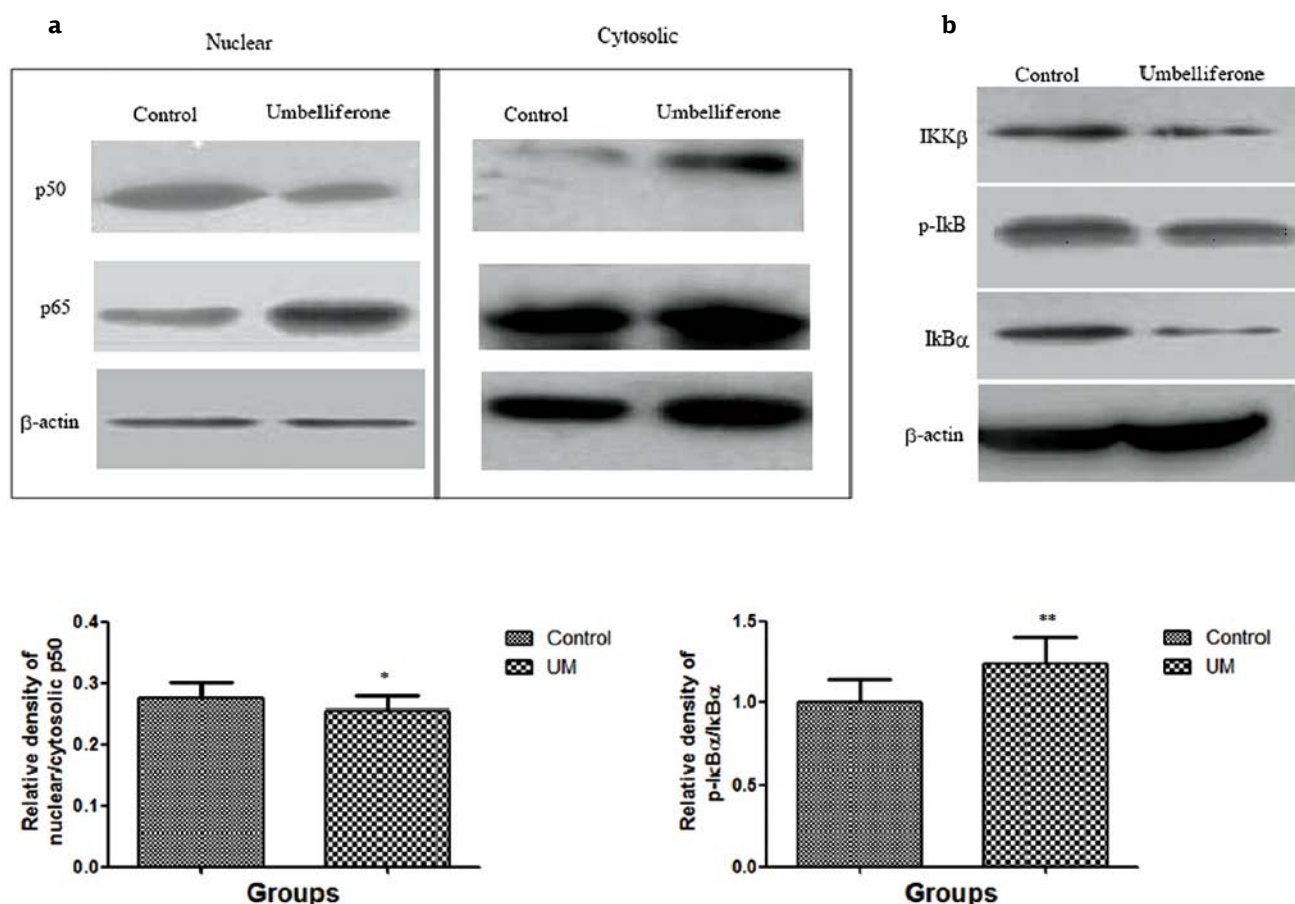 a
Nuclear
Cytosolic
Control Umbelliferone
Control Umbelliferone
p50
p65
β-actin
b
Control Umbelliferone
IKKβ
p-IkB
IkBα
β-actin
Relative density of
nuclear/cytosolic p50
0.4
0.3
0.2
0.1
0.0
*
Groups
Control
UM
Relative density of
p-IκBα/IκBα
1.5
1.0
0.5
0.0
**
Groups
Control
UM